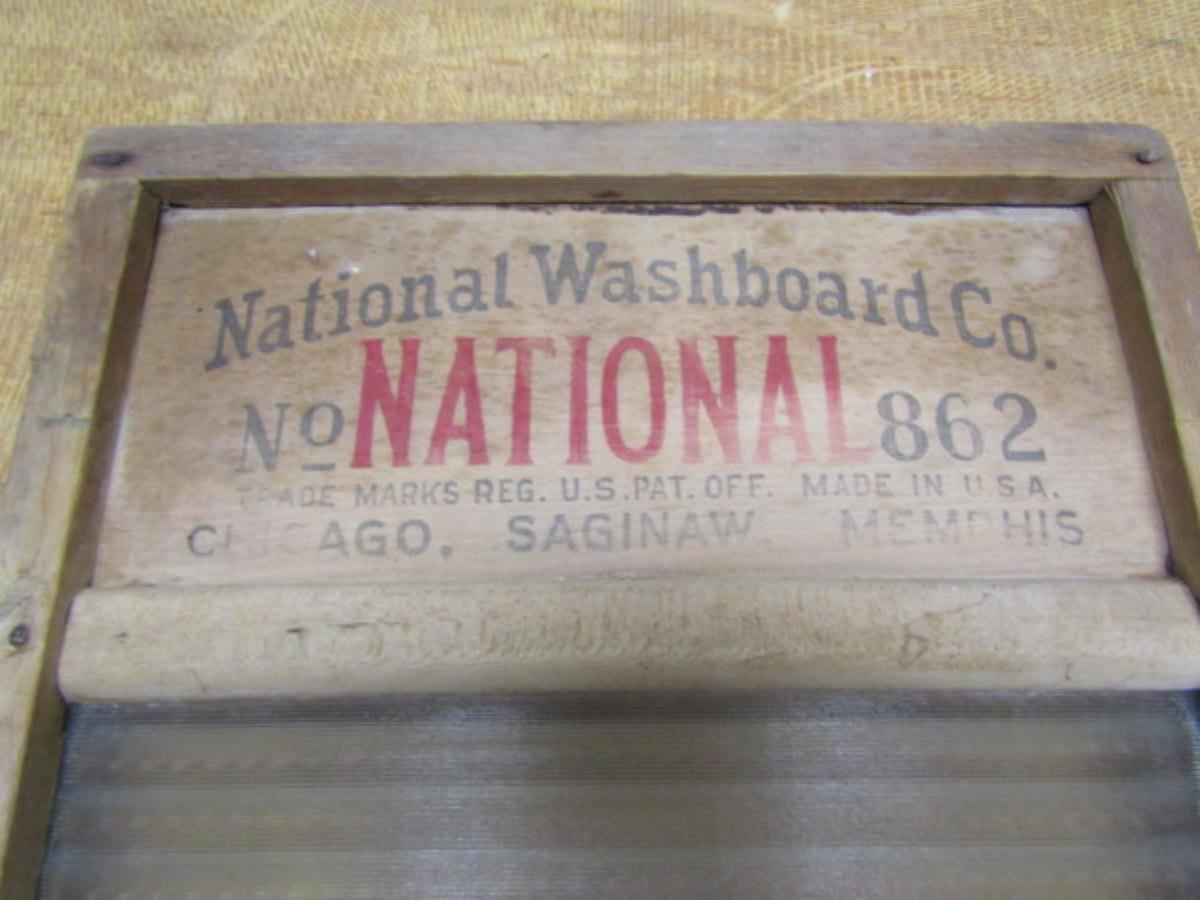 National Washboard Co.
No NATIONAL 862
TRADE MARKS REG. U.S. PAT. OFF. MADE IN U.S.A.
CHICAGO, SAGINAW, MEMPHIS